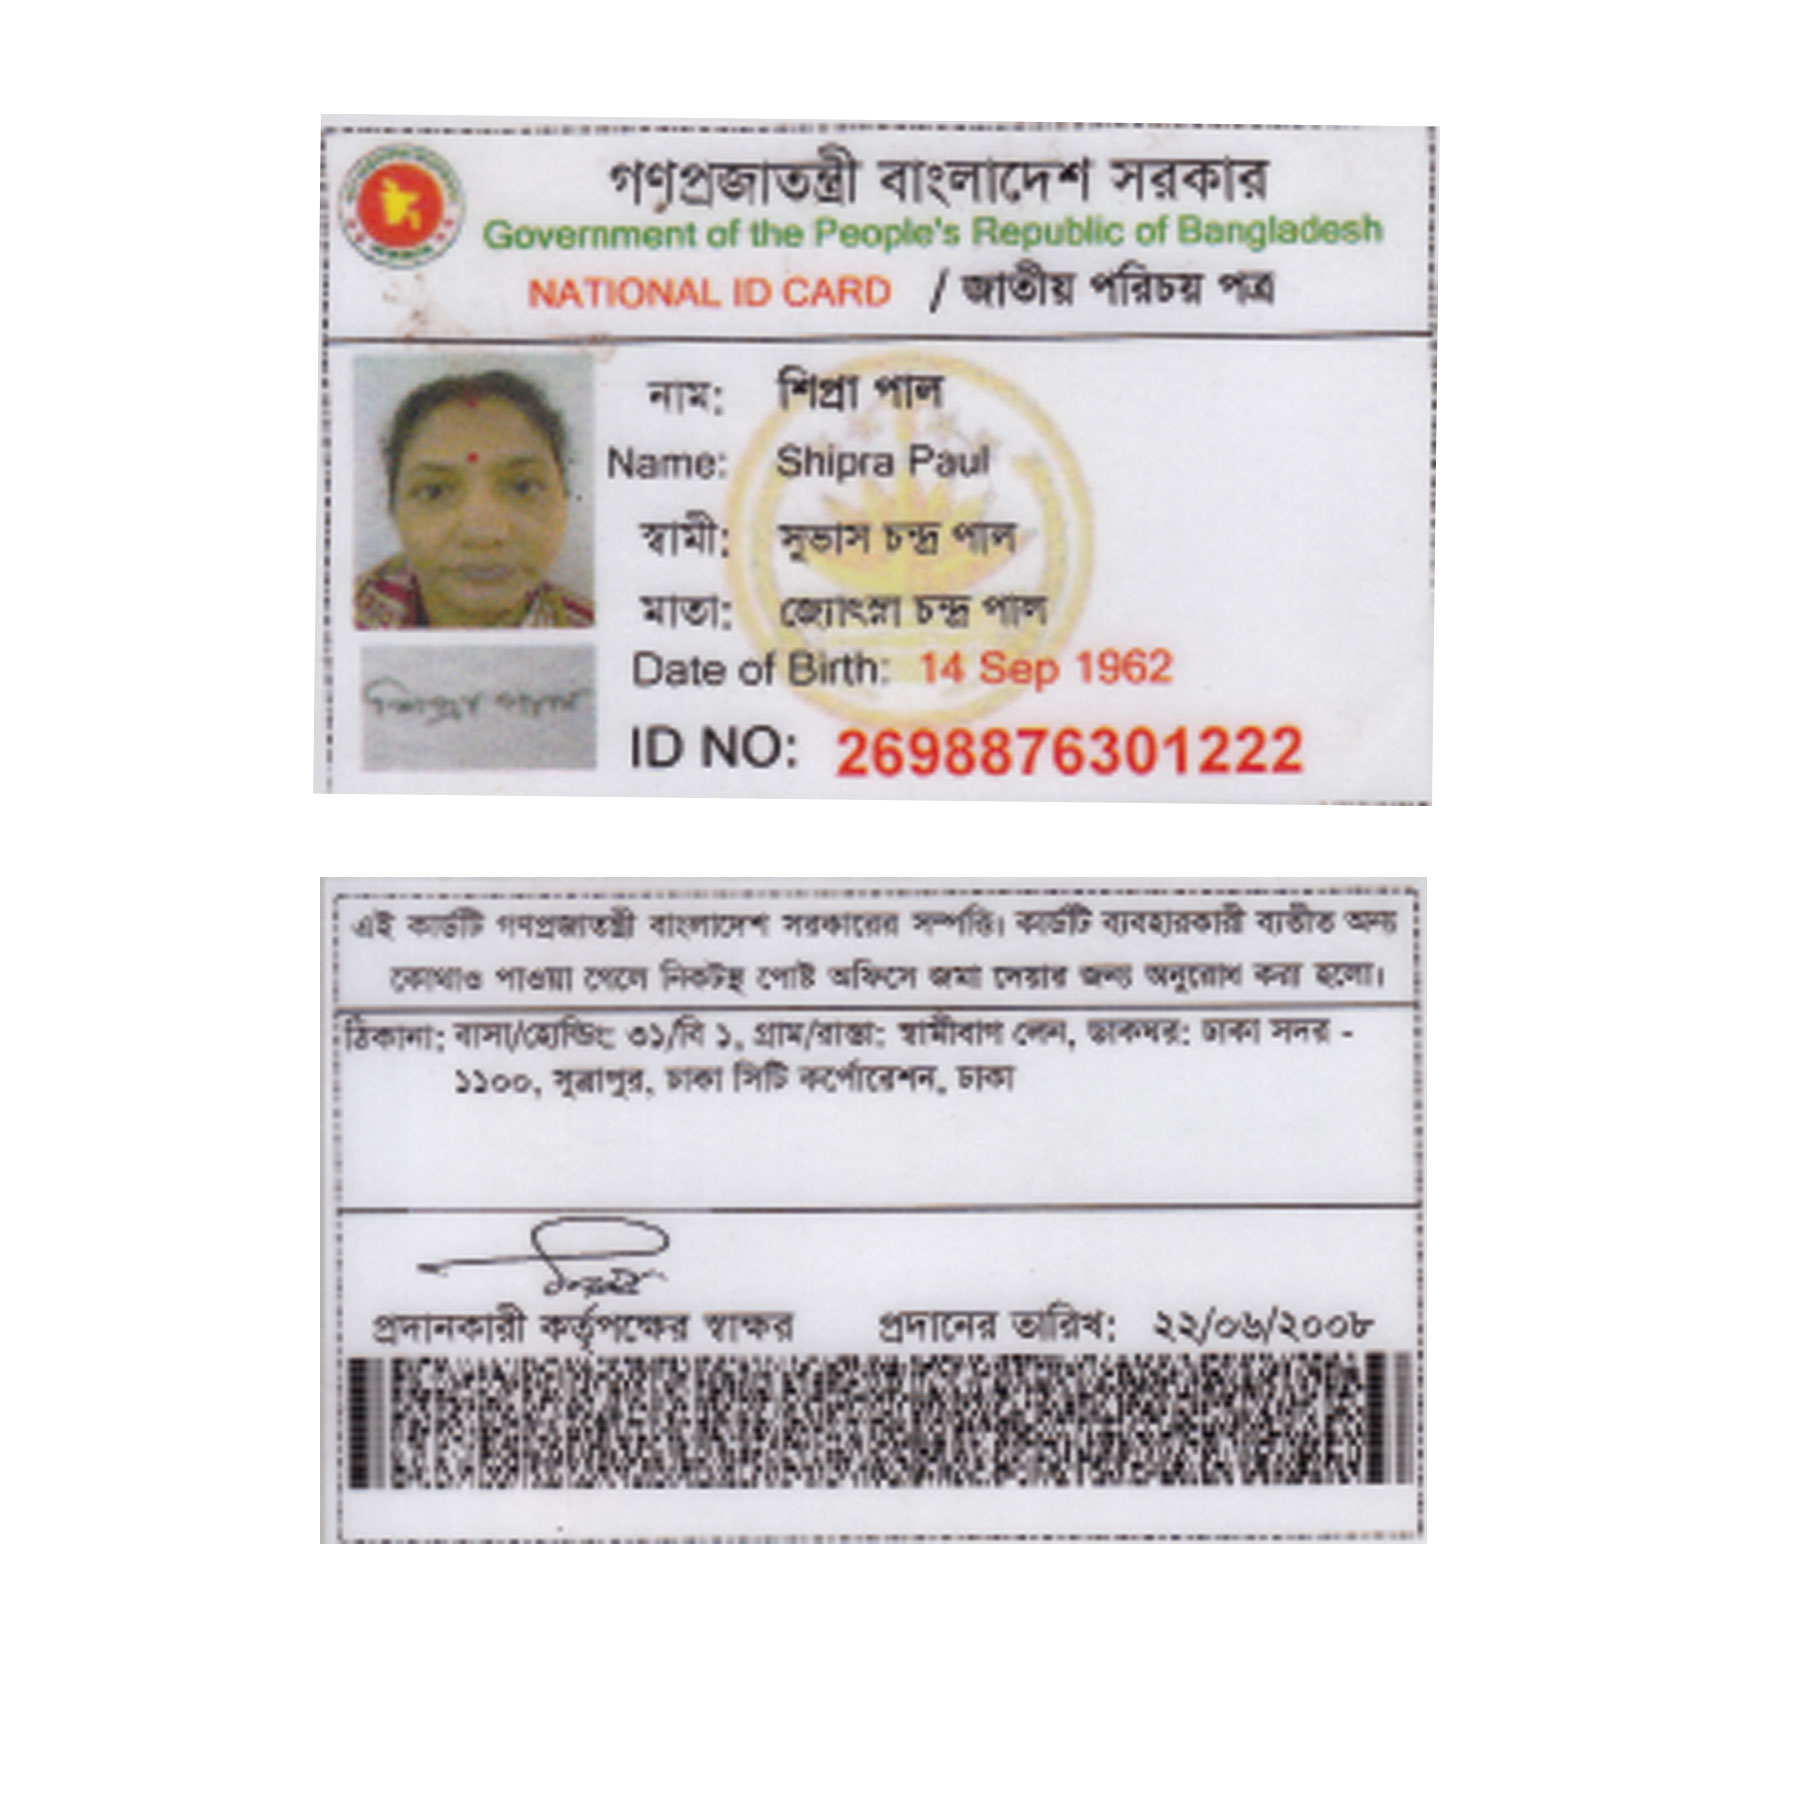 গণপ্রজাতন্ত্রী বাংলাদেশ সরকার
Government of the People's Republic of Bangladesh
NATIONAL ID CARD / জাতীয় পরিচয় পত্র
নাম: শিপ্রা পাল
Name: Shipra Paul
স্বামী: সুভাস চন্দ্র পাল
মাতা: জ্যোৎস্না চন্দ্র পাল
Date of Birth: 14 Sep 1962
শিপ্রা পাল
ID NO: 2698876301222
এই কার্ডটি গণপ্রজাতন্ত্রী বাংলাদেশ সরকারের সম্পত্তি। কার্ডটি ব্যবহারকারী ব্যতীত অন্য
কোথাও পাওয়া গেলে নিকটস্থ পোষ্ট অফিসে জমা দেয়ার জন্য অনুরোধ করা হলো।
ঠিকানা: বাসা/হোল্ডিং: ৩১/বি ১, গ্রাম/রাস্তা: স্বামীবাগ লেন, ডাকঘর: ঢাকা সদর -
১১০০, সূত্রাপুর, ঢাকা সিটি কর্পোরেশন, ঢাকা
প্রদানকারী কর্তৃপক্ষের স্বাক্ষর প্রদানের তারিখ: ২২/০৬/২০০৮